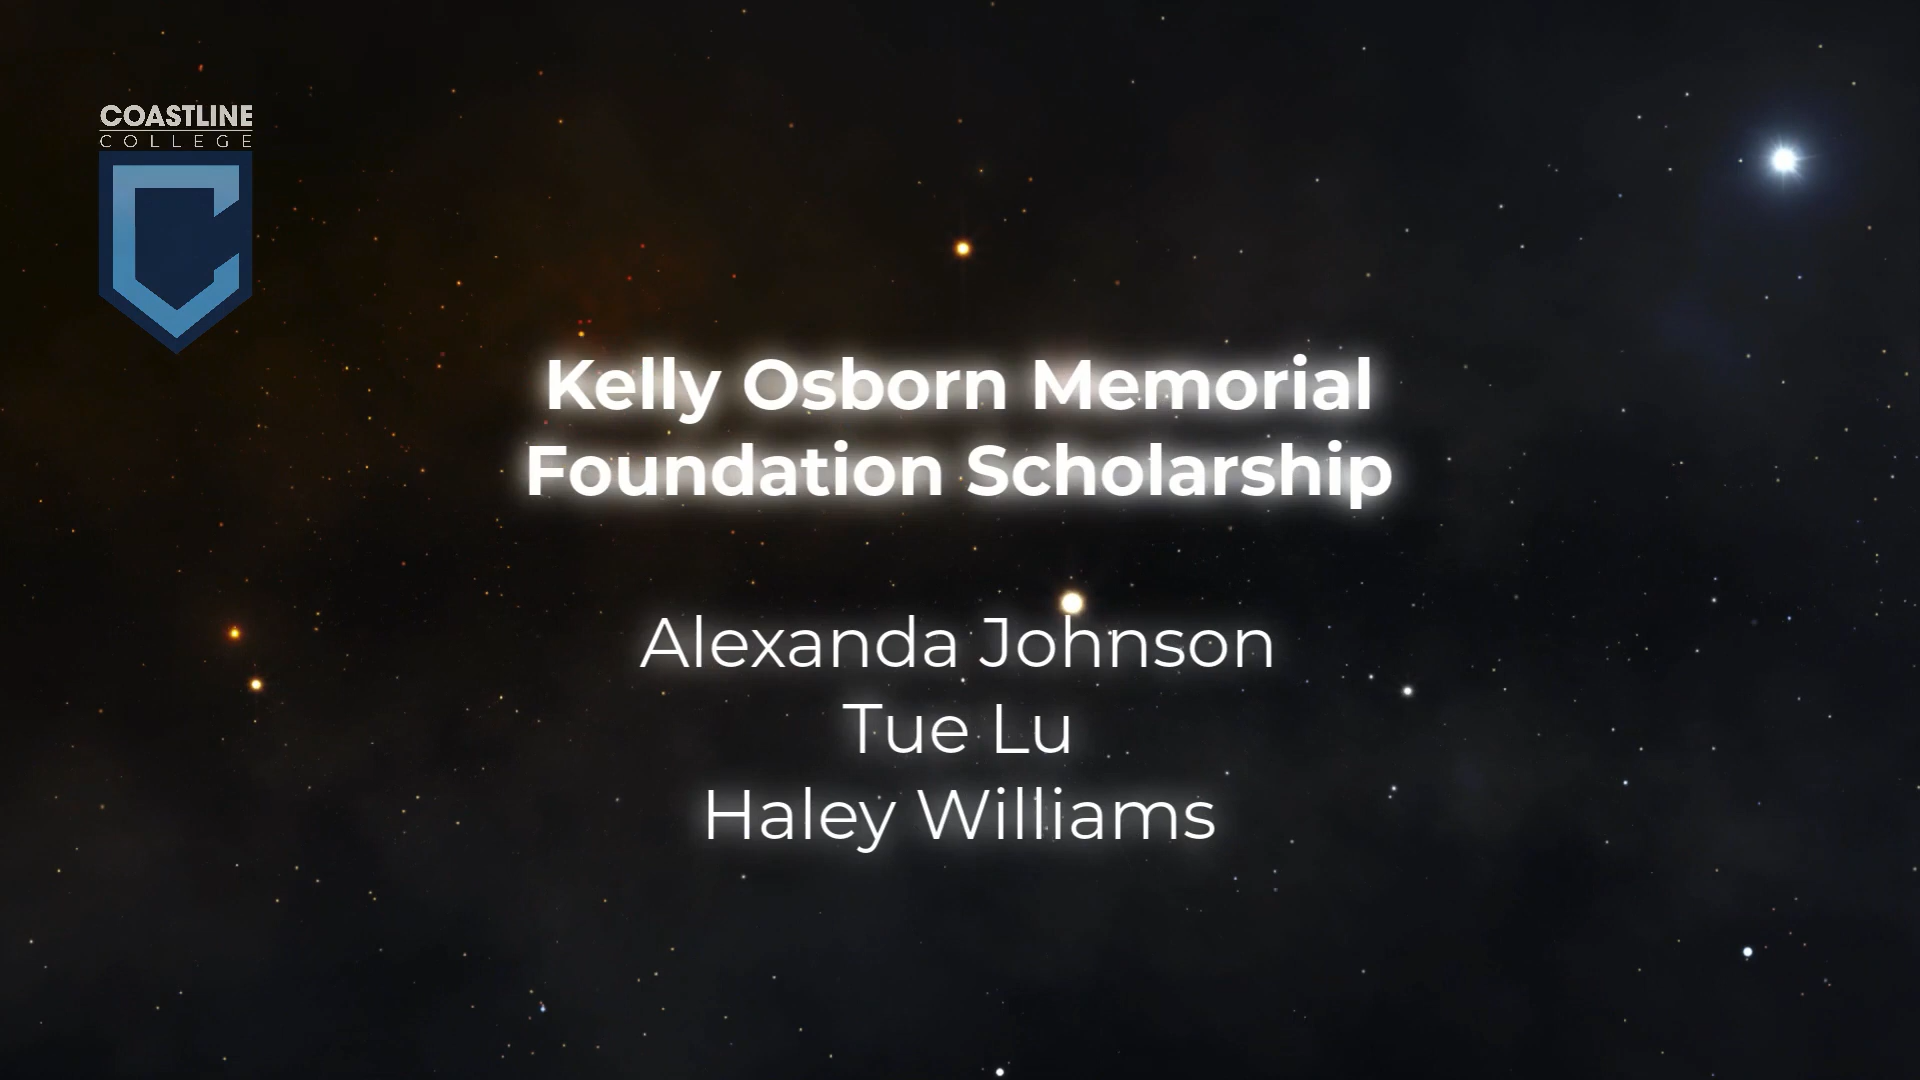 COASTLINE
COLLEGE
Kelly Osborn Memorial
Foundation Scholarship
Alexanda Johnson
Tue Lu
Haley Williams